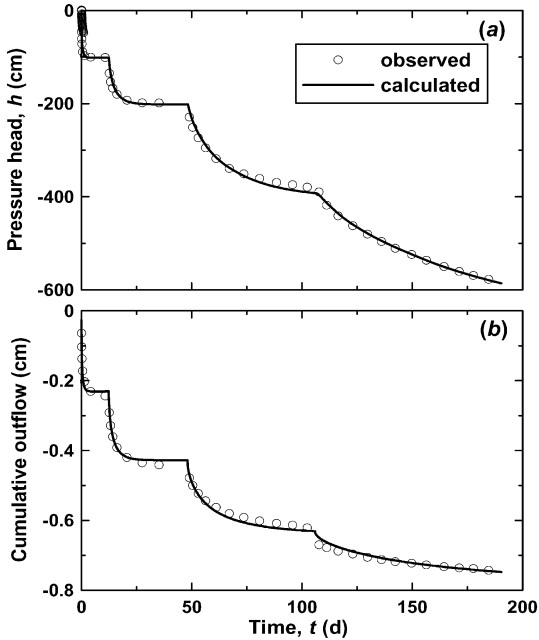 (a)
observed
calculated
Pressure head, h (cm)
0
-200
-400
-600
(b)
Cumulative outflow (cm)
0
-0.2
-0.4
-0.6
-0.8
0
50
100
150
200
Time, t (d)